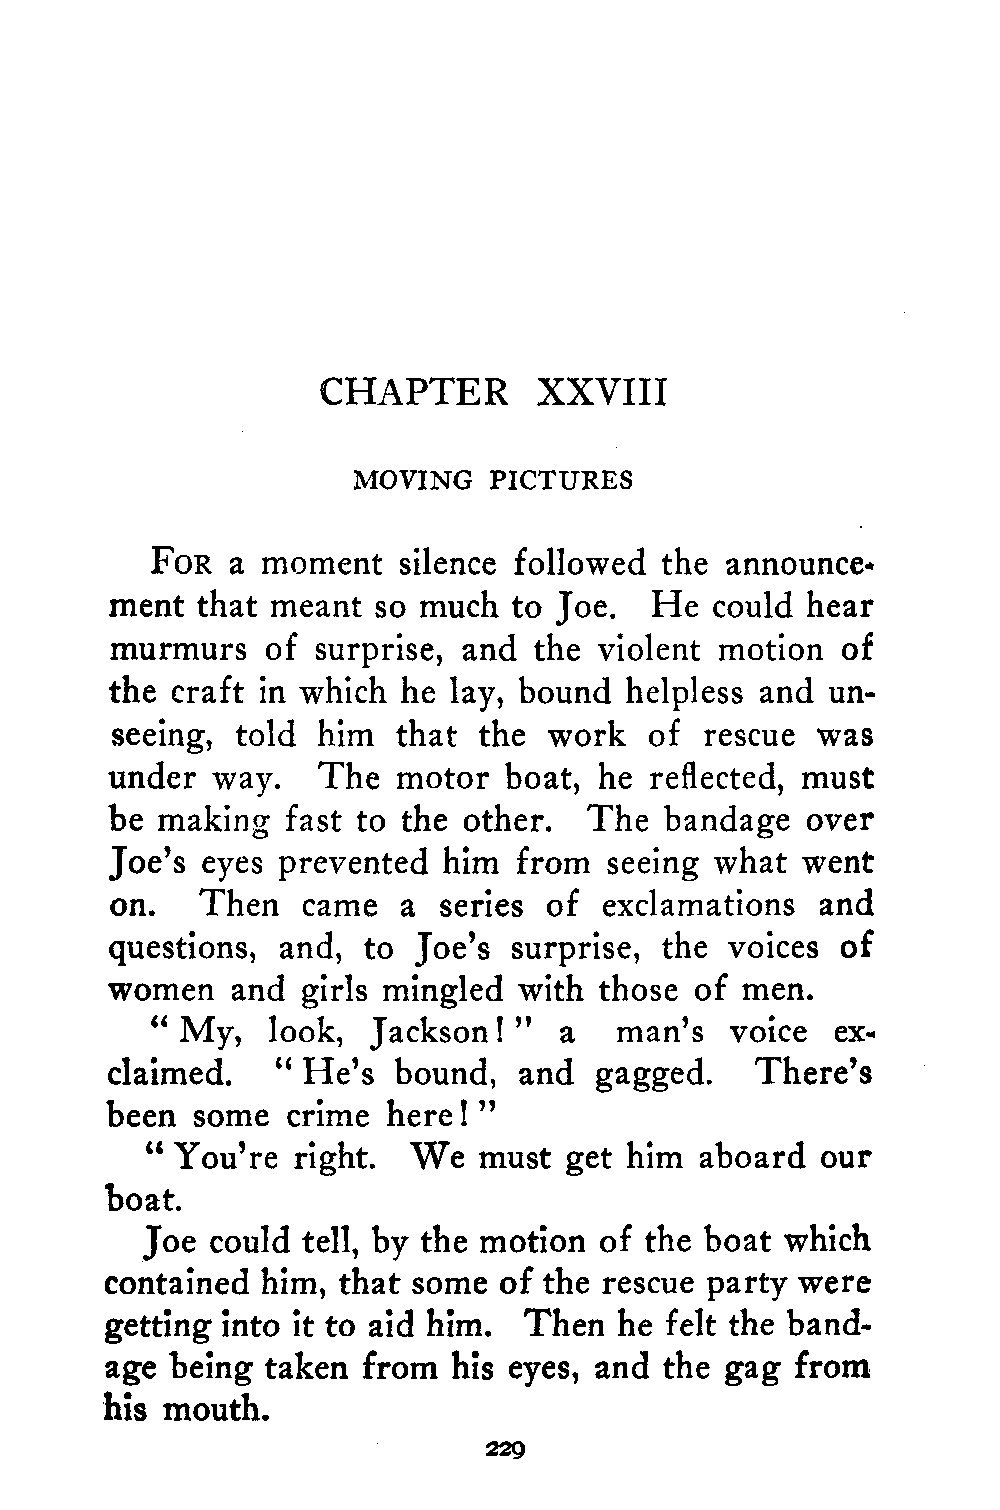 CHAPTER XXVIII
MOVING PICTURES
FOR a moment silence followed the announce-
ment that meant so much to Joe. He could hear
murmurs of surprise, and the violent motion of
the craft in which he lay, bound helpless and un-
seeing, told him that the work of rescue was
under way. The motor boat, he reflected, must
be making fast to the other. The bandage over
Joe's eyes prevented him from seeing what went
on. Then came a series of exclamations and
questions, and, to Joe's surprise, the voices of
women and girls mingled with those of men.
"My, look, Jackson!" a man's voice ex-
claimed. "He's bound, and gagged. There's
been some crime here!"
"You're right. We must get him aboard our
boat.
Joe could tell, by the motion of the boat which
contained him, that some of the rescue party were
getting into it to aid him. Then he felt the band-
age being taken from his eyes, and the gag from
his mouth.
229